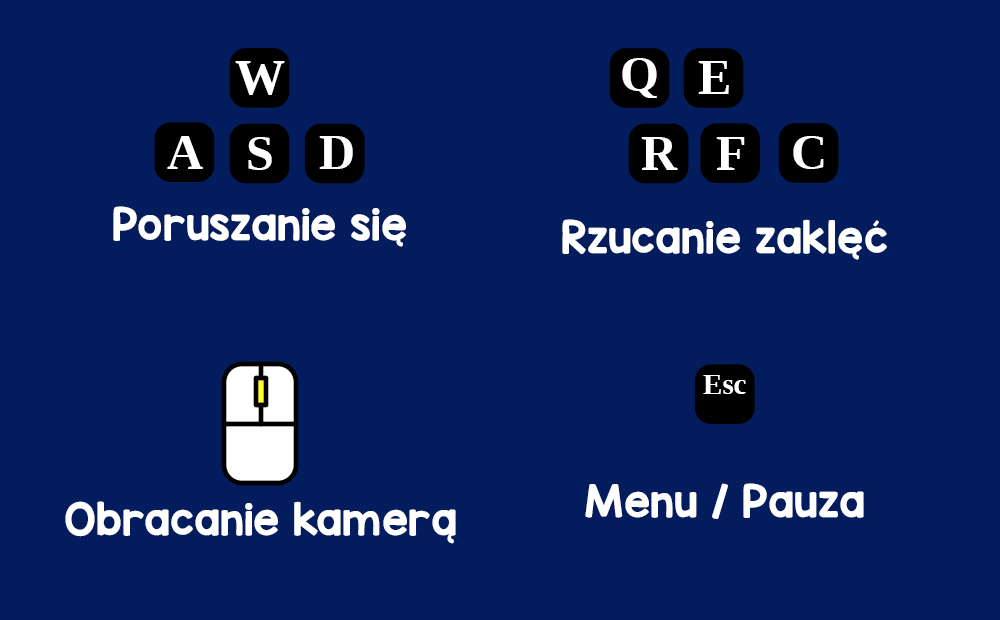 W
A S D
Poruszanie się
Q E
R F C
Rzucanie zaklęć
Obracanie kamerą
Esc
Menu / Pauza